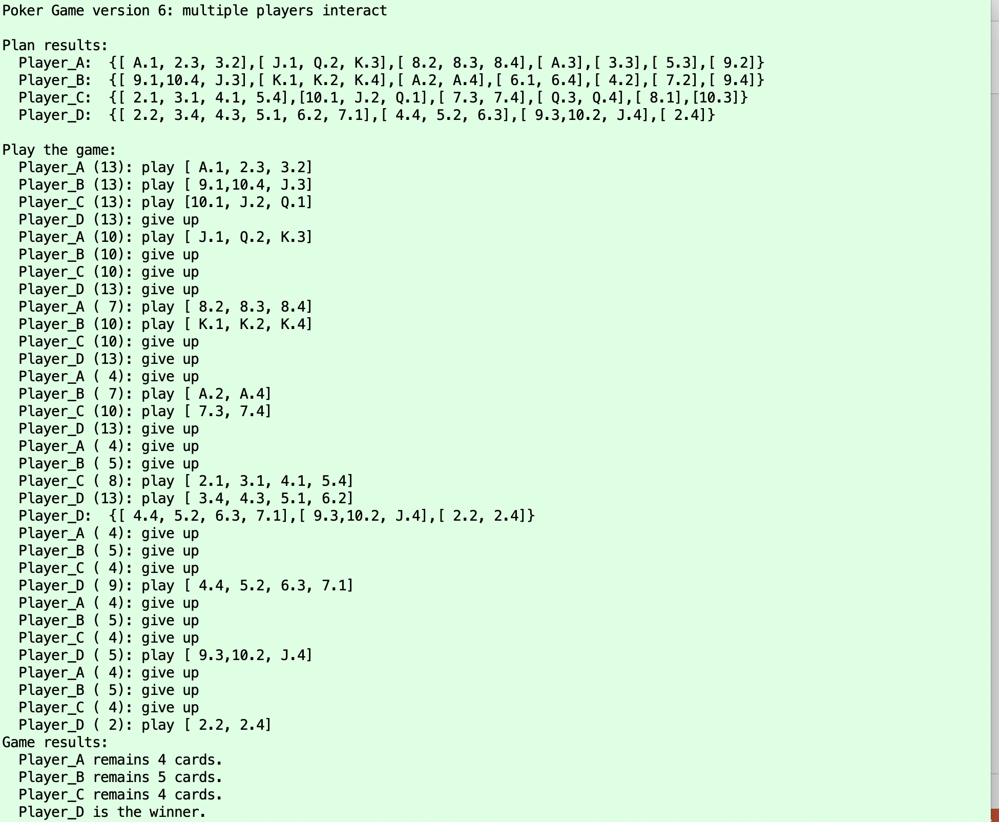 Poker Game version 6: multiple players interact

Plan results:
  Player_A:  {[ A.1, 2.3, 3.2],[ J.1, Q.2, K.3],[ 8.2, 8.3, 8.4],[ A.3],[ 3.3],[ 5.3],[ 9.2]}
  Player_B:  {[ 9.1,10.4, J.3],[ K.1, K.2, K.4],[ A.2, A.4],[ 6.1, 6.4],[ 4.2],[ 7.2],[ 9.4]}
  Player_C:  {[ 2.1, 3.1, 4.1, 5.4],[10.1, J.2, Q.1],[ 7.3, 7.4],[ Q.3, Q.4],[ 8.1],[10.3]}
  Player_D:  {[ 2.2, 3.4, 4.3, 5.1, 6.2, 7.1],[ 4.4, 5.2, 6.3],[ 9.3,10.2, J.4],[ 2.4]}

Play the game:
  Player_A (13): play [ A.1, 2.3, 3.2]
  Player_B (13): play [ 9.1,10.4, J.3]
  Player_C (13): play [10.1, J.2, Q.1]
  Player_D (13): give up
  Player_A (10): play [ J.1, Q.2, K.3]
  Player_B (10): give up
  Player_C (10): give up
  Player_D (13): give up
  Player_A ( 7): play [ 8.2, 8.3, 8.4]
  Player_B (10): play [ K.1, K.2, K.4]
  Player_C (10): give up
  Player_D (13): give up
  Player_A ( 4): give up
  Player_B ( 7): play [ A.2, A.4]
  Player_C (10): play [ 7.3, 7.4]
  Player_D (13): give up
  Player_A ( 4): give up
  Player_B ( 5): give up
  Player_C ( 8): play [ 2.1, 3.1, 4.1, 5.4]
  Player_D (13): play [ 3.4, 4.3, 5.1, 6.2]
  Player_D:  {[ 4.4, 5.2, 6.3, 7.1],[ 9.3,10.2, J.4],[ 2.2, 2.4]}
  Player_A ( 4): give up
  Player_B ( 5): give up
  Player_C ( 4): give up
  Player_D ( 9): play [ 4.4, 5.2, 6.3, 7.1]
  Player_A ( 4): give up
  Player_B ( 5): give up
  Player_C ( 4): give up
  Player_D ( 5): play [ 9.3,10.2, J.4]
  Player_A ( 4): give up
  Player_B ( 5): give up
  Player_C ( 4): give up
  Player_D ( 2): play [ 2.2, 2.4]
Game results:
  Player_A remains 4 cards.
  Player_B remains 5 cards.
  Player_C remains 4 cards.
  Player_D is the winner.